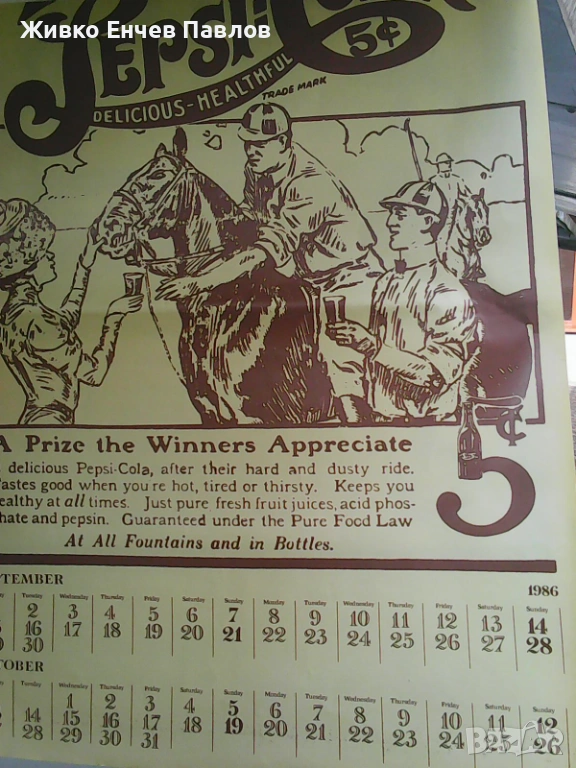 Живко Енчев Павлов
PEPSI-COLA
5¢
DELICIOUS-HEALTHFUL
TRADE MARK
A Prize the Winners Appreciate
delicious Pepsi-Cola, after their hard and dusty ride.
Tastes good when you're hot, tired or thirsty. Keeps you
healthy at all times. Just pure, fresh fruit juices, acid phos-
phate and pepsin. Guaranteed under the Pure Food Law
At All Fountains and in Bottles.
5¢
SEPTEMBER 1986
Tuesday Wednesday Thursday Friday Saturday Sunday Monday Tuesday Wednesday Thursday Friday Saturday Sunday
2 3 4 5 6 7 8 9 10 11 12 13 14
16 17 18 19 20 21 22 23 24 25 26 27 28
30
OCTOBER
Tuesday Wednesday Thursday Friday Saturday Sunday Monday Tuesday Wednesday Thursday Friday Saturday Sunday
1 2 3 4 5 6 7 8 9 10 11 12
14 15 16 17 18 19 20 21 22 23 24 25 26
28 29 30 31